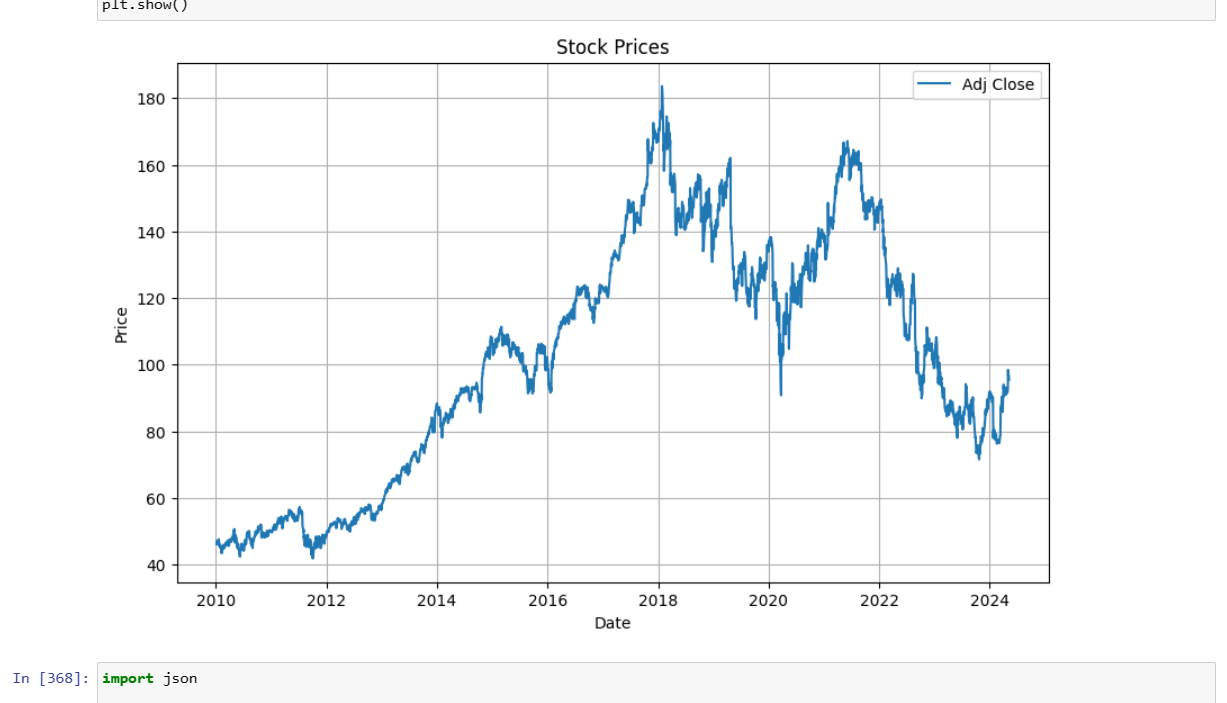 plt.show()
Stock Prices
Adj Close
180
160
140
120
100
80
60
40
Price
2010 2012 2014 2016 2018 2020 2022 2024
Date
In [368]: import json